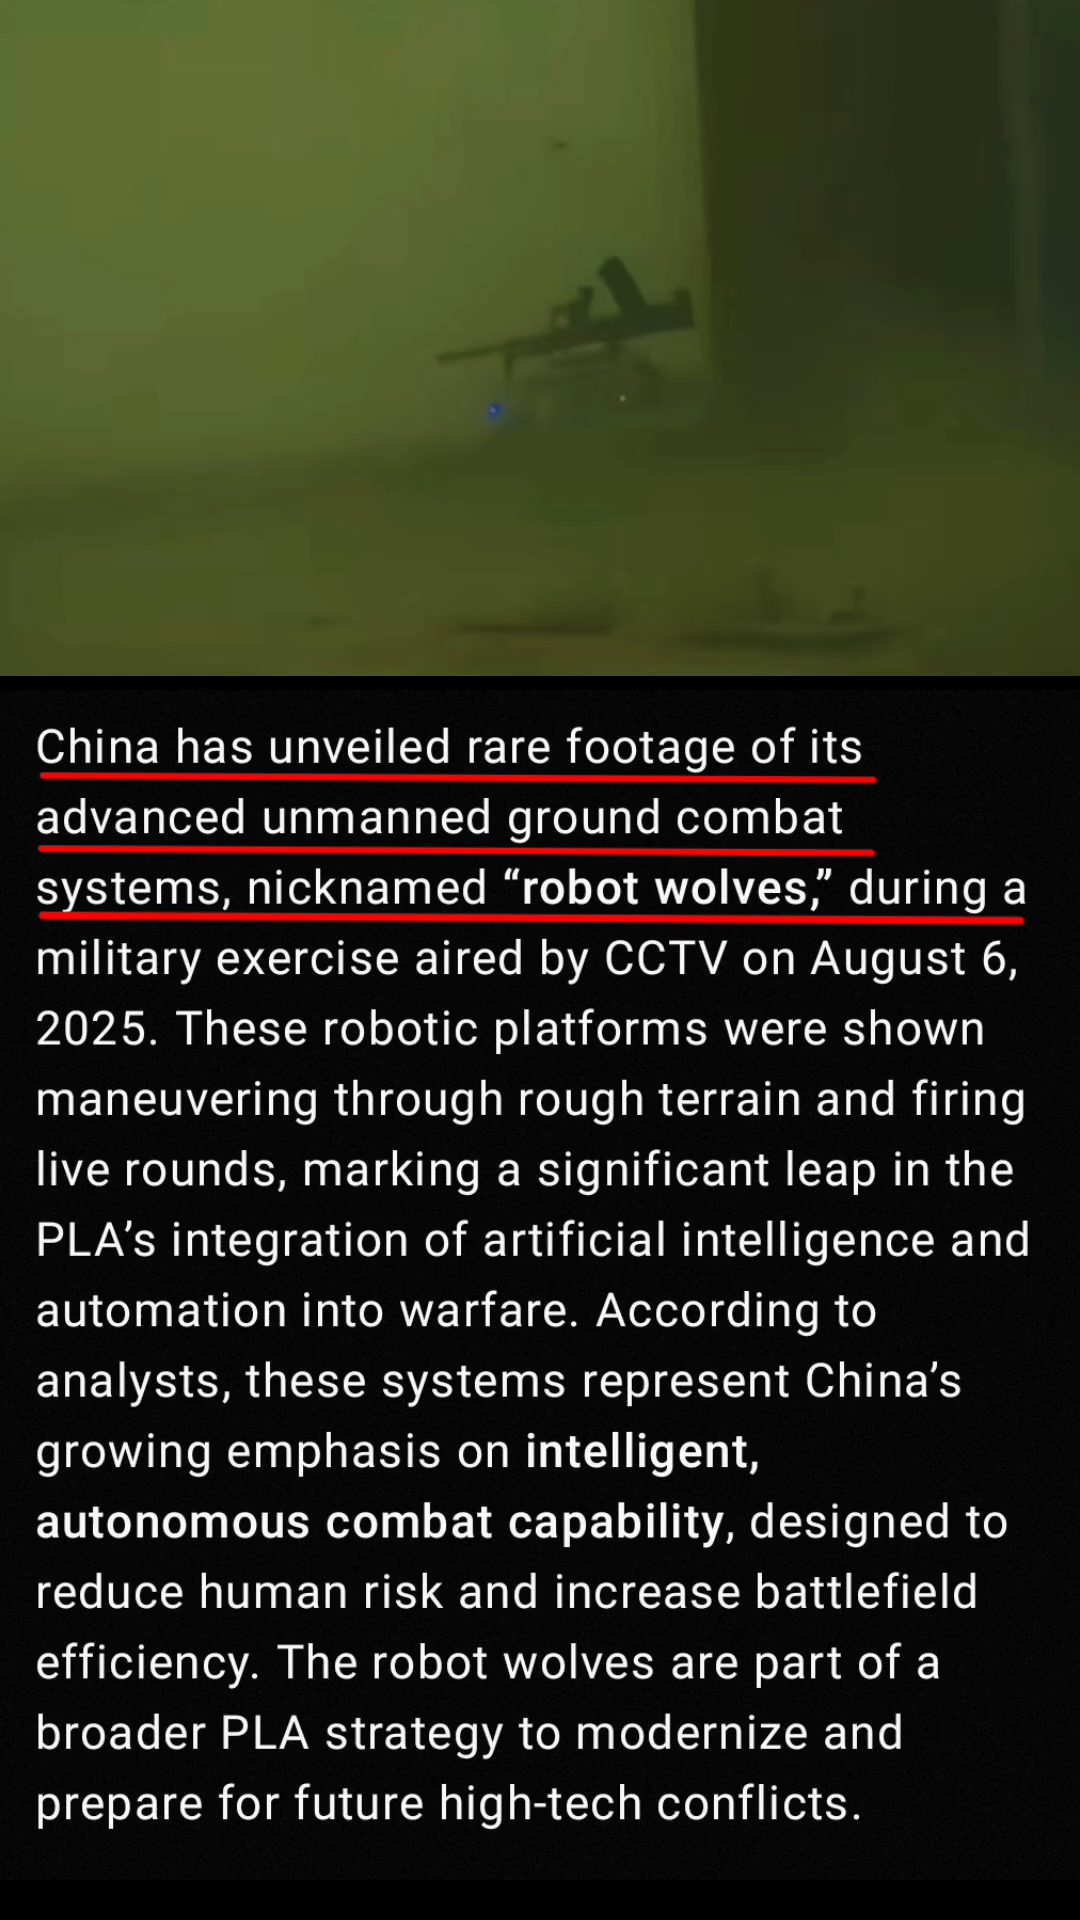 China has unveiled rare footage of its
advanced unmanned ground combat
systems, nicknamed “robot wolves,” during a
military exercise aired by CCTV on August 6,
2025. These robotic platforms were shown
maneuvering through rough terrain and firing
live rounds, marking a significant leap in the
PLA’s integration of artificial intelligence and
automation into warfare. According to
analysts, these systems represent China’s
growing emphasis on intelligent,
autonomous combat capability, designed to
reduce human risk and increase battlefield
efficiency. The robot wolves are part of a
broader PLA strategy to modernize and
prepare for future high-tech conflicts.